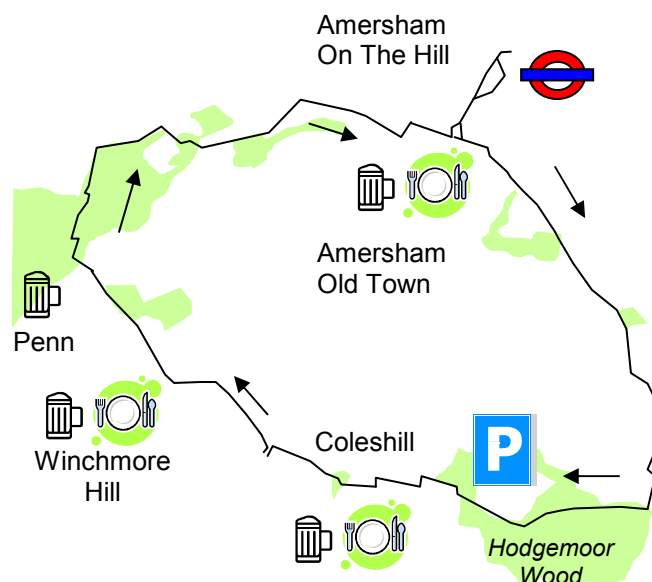 Amersham
On The Hill
Amersham
Old Town
Penn
Winchmore
Hill
Coleshill
P
Hodgemoor
Wood